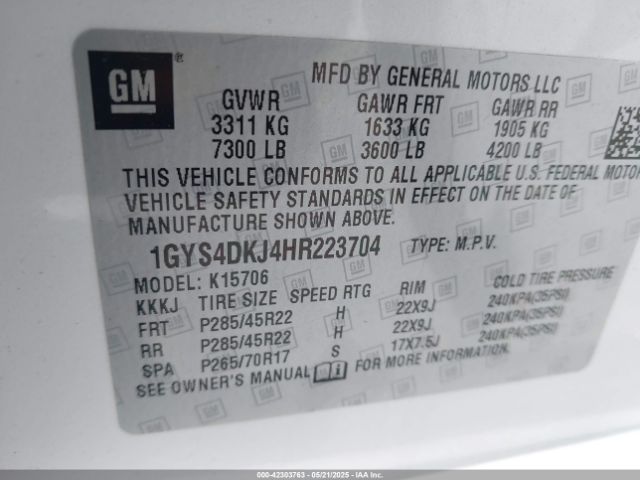 GM
MFD BY GENERAL MOTORS LLC
GVWR GAWR FRT GAWR RR
3311 KG 1633 KG 1905 KG
7300 LB 3600 LB 4200 LB
THIS VEHICLE CONFORMS TO ALL APPLICABLE U.S. FEDERAL MOTOR
VEHICLE SAFETY STANDARDS IN EFFECT ON THE DATE OF
MANUFACTURE SHOWN ABOVE.
1GYS4DKJ4HR223704 TYPE: M.P.V.
MODEL: K15706
KKKJ TIRE SIZE SPEED RTG RIM COLD TIRE PRESSURE
FRT P285/45R22 H 22X9J 240KPA(35PSI)
RR P285/45R22 H 22X9J 240KPA(35PSI)
SPA P265/70R17 S 17X7.5J 240KPA(35PSI)
SEE OWNER'S MANUAL FOR MORE INFORMATION.
000-42303763 - 05/21/2025 - IAAI.COM